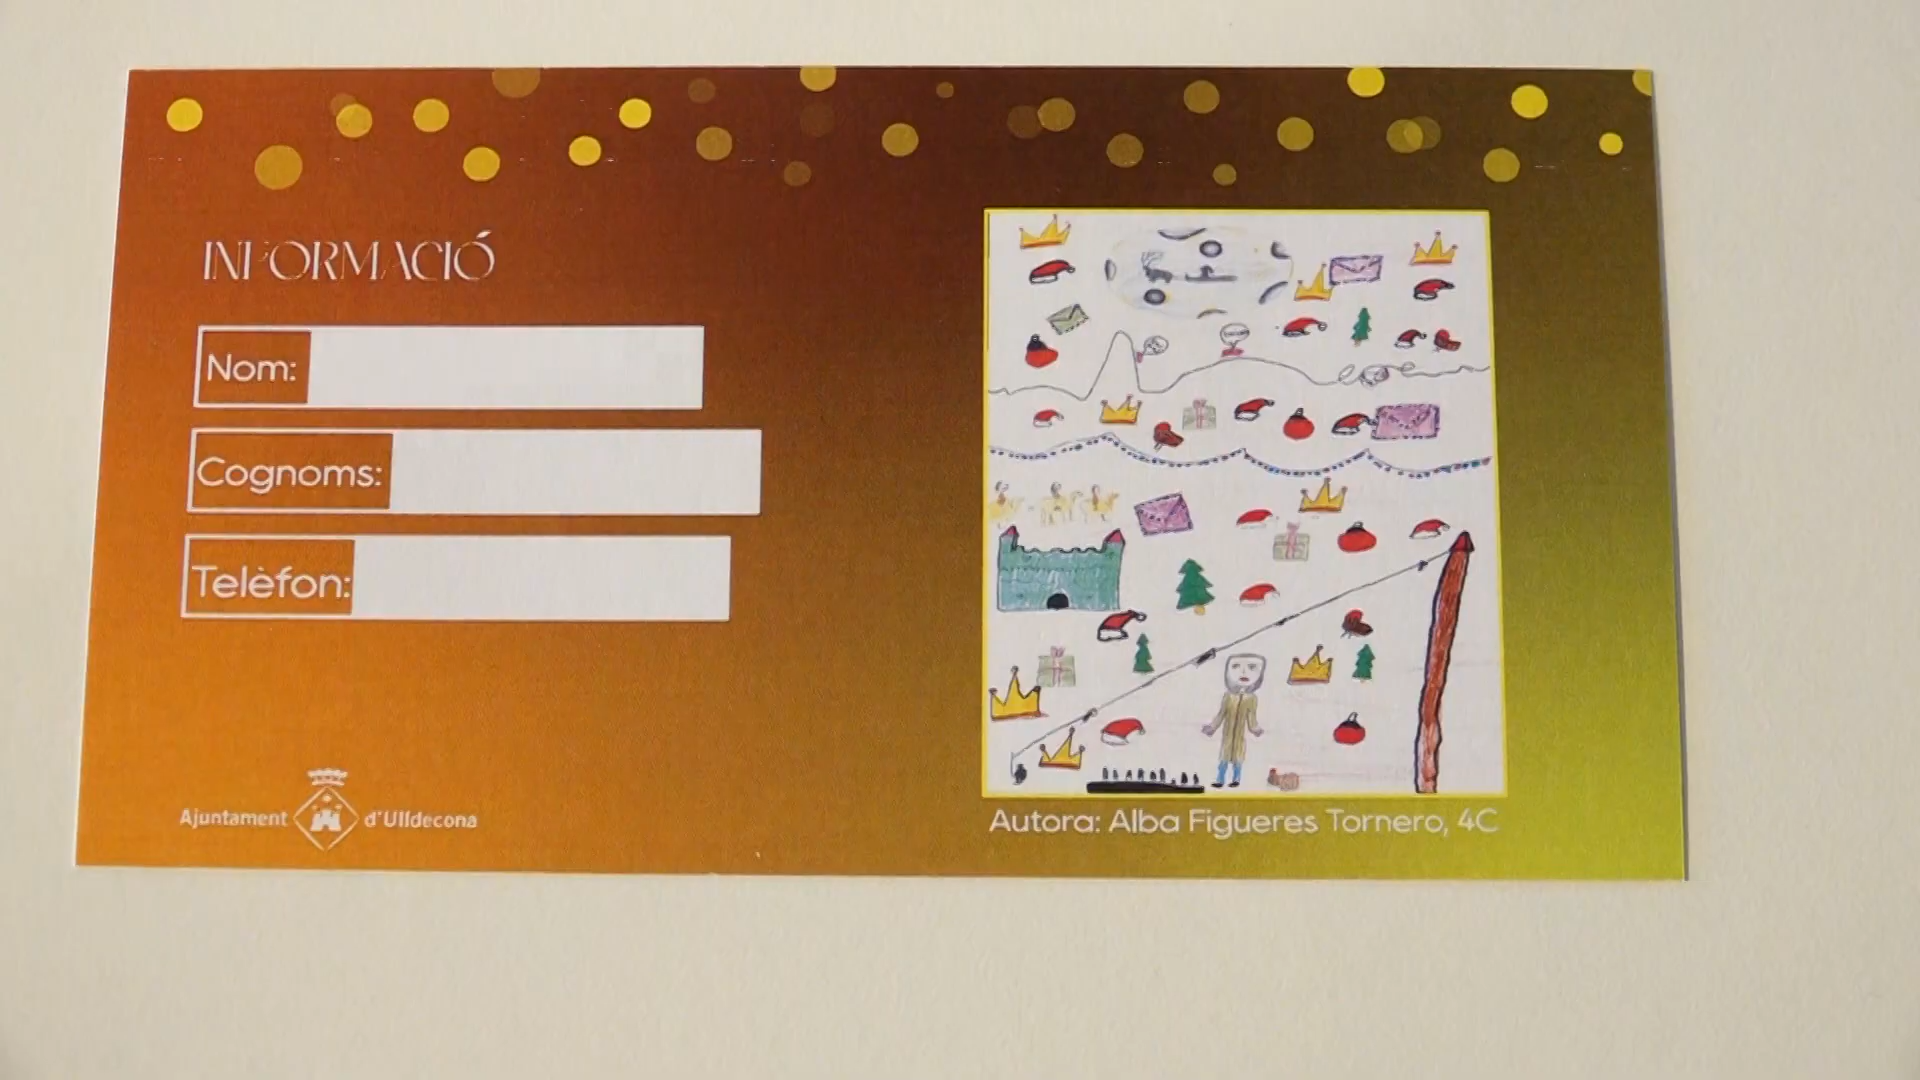 INFORMACIÓ
Nom:
Cognoms:
Telèfon:
Ajuntament d'Ulldecona
Autora: Alba Figueres Tornero, 4C